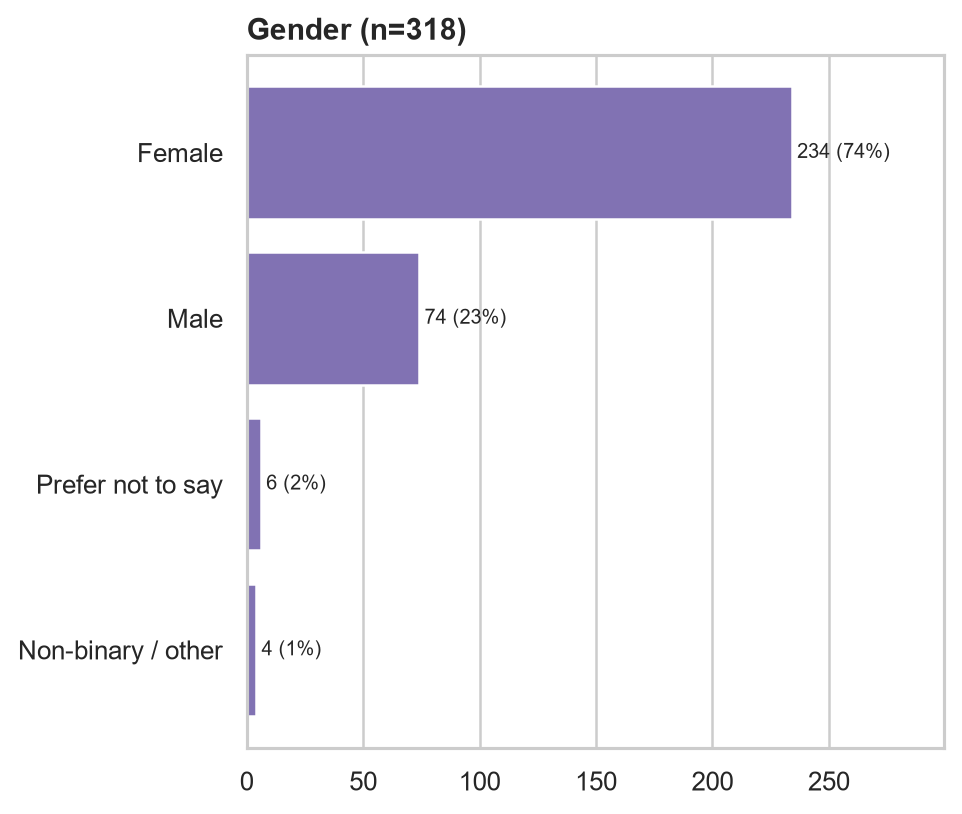 Gender (n=318)
Female
234 (74%)
Male
74 (23%)
Prefer not to say
6 (2%)
Non-binary / other
4 (1%)
0 50 100 150 200 250